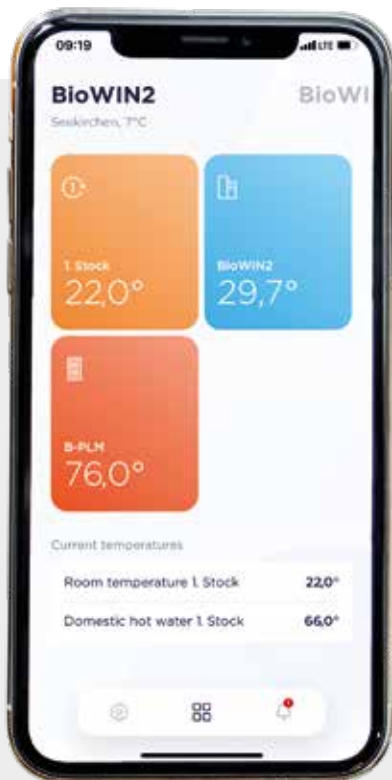 09:19 LTE
BioWIN2 BioWI
Seekirchen, 7°C
1. Stock
22,0°
BioWIN2
29,7°
B-PLM
76,0°
Current temperatures
Room temperature 1. Stock 22,0°
Domestic hot water 1. Stock 66,0°